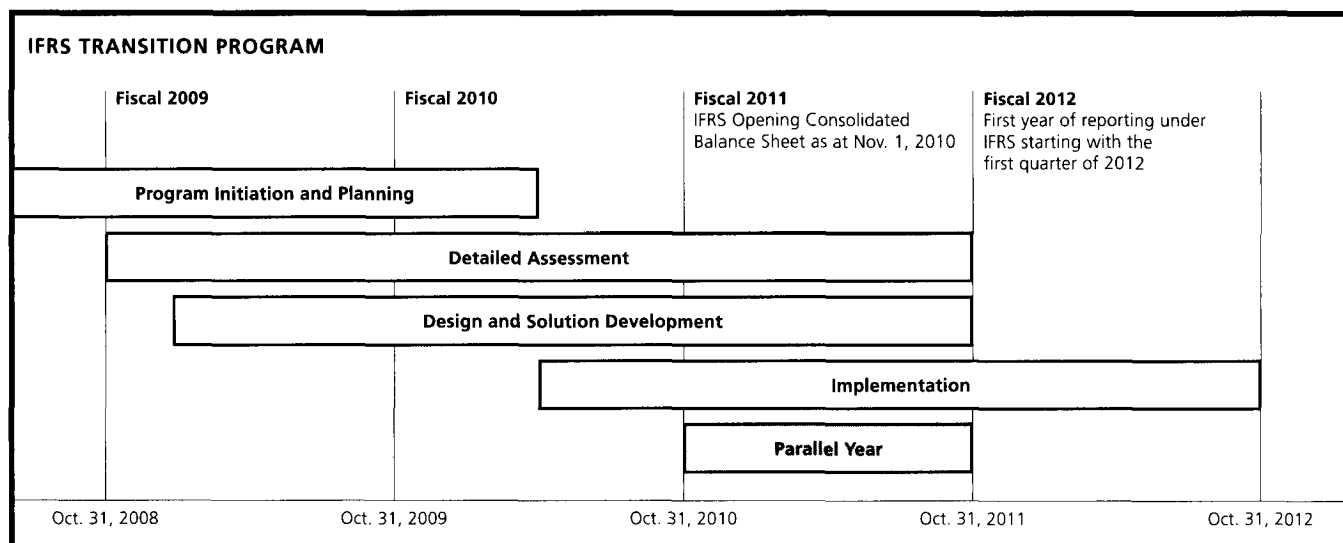 IFRS TRANSITION PROGRAM
Fiscal 2009
Fiscal 2010
Fiscal 2011
IFRS Opening Consolidated
Balance Sheet as at Nov. 1, 2010
Fiscal 2012
First year of reporting under
IFRS starting with the
first quarter of 2012
Program Initiation and Planning
Detailed Assessment
Design and Solution Development
Implementation
Parallel Year
Oct. 31, 2008
Oct. 31, 2009
Oct. 31, 2010
Oct. 31, 2011
Oct. 31, 2012